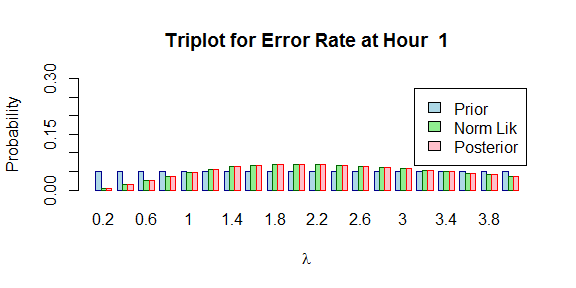 Triplot for Error Rate at Hour 1
Probability
0.30
0.15
0.00
Prior
Norm Lik
Posterior
0.2 0.6 1 1.4 1.8 2.2 2.6 3 3.4 3.8
λ